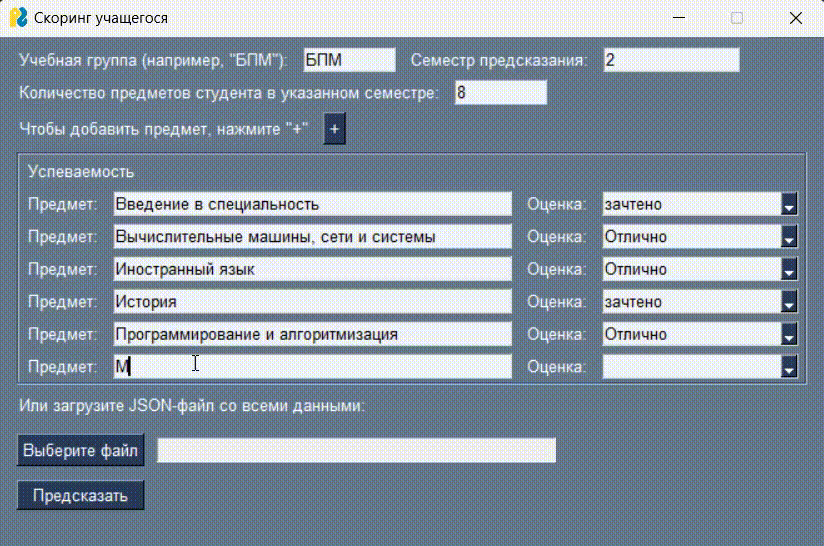 Скоринг учащегося
Учебная группа (например, "БПМ"): БПМ Семестр предсказания: 2
Количество предметов студента в указанном семестре: 8
Чтобы добавить предмет, нажмите "+" +
Успеваемость
Предмет: Введение в специальность Оценка: зачтено
Предмет: Вычислительные машины, сети и системы Оценка: Отлично
Предмет: Иностранный язык Оценка: Отлично
Предмет: История Оценка: зачтено
Предмет: Программирование и алгоритмизация Оценка: Отлично
Предмет: М Оценка:
Или загрузите JSON-файл со всеми данными:
Выберите файл
Предсказать